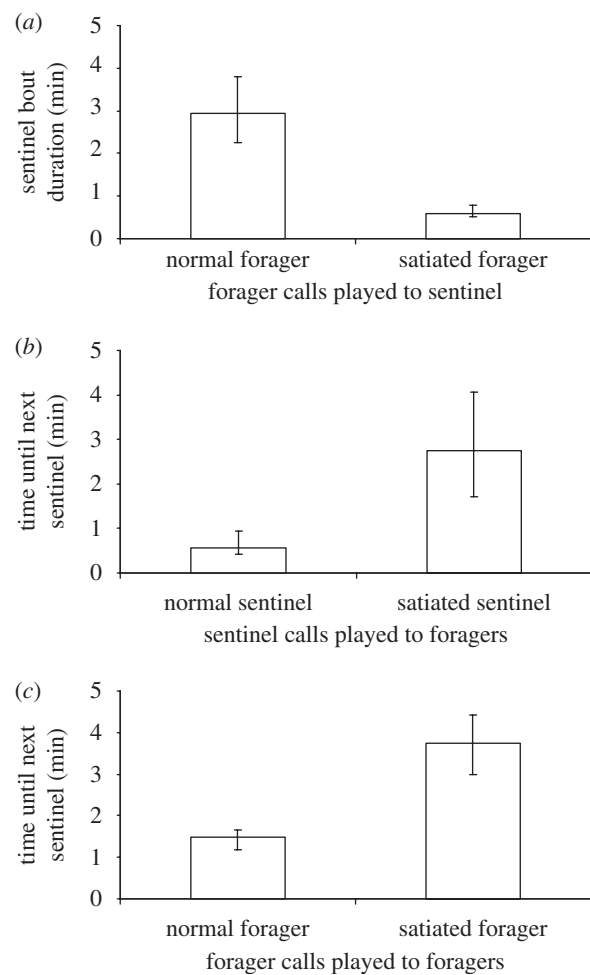 (a)
sentinel bout
duration (min)
5
4
3
2
1
0
normal forager satiated forager
forager calls played to sentinel
(b)
time until next
sentinel (min)
5
4
3
2
1
0
normal sentinel satiated sentinel
sentinel calls played to foragers
(c)
time until next
sentinel (min)
5
4
3
2
1
0
normal forager satiated forager
forager calls played to foragers